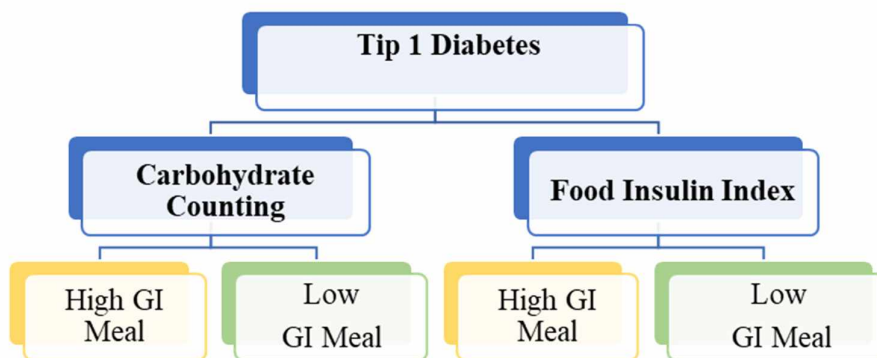 Tip 1 Diabetes
Carbohydrate
Counting
Food Insulin Index
High GI
Meal
Low
GI Meal
High GI
Meal
Low
GI Meal